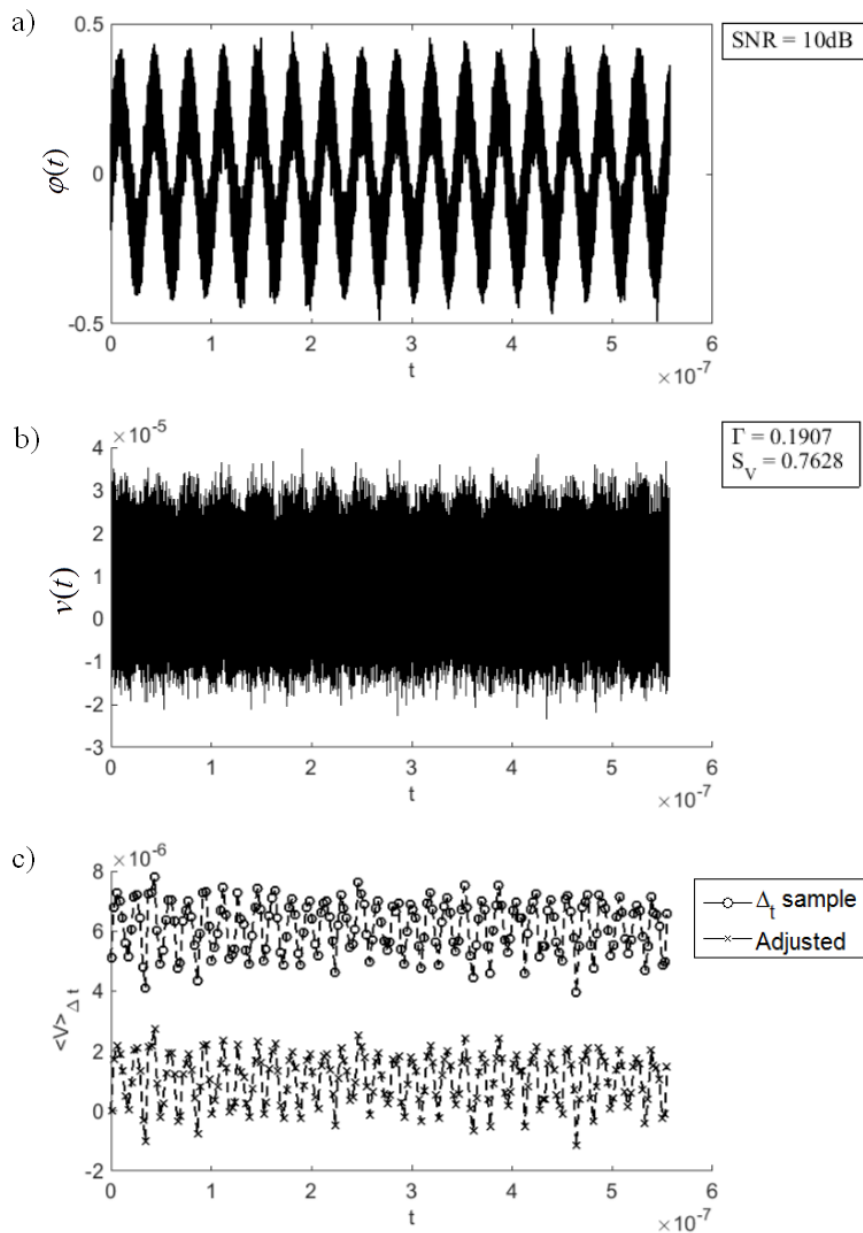 a)
SNR = 10dB
0.5
0
-0.5
φ(t)
0 1 2 3 4 5 6
t
×10⁻⁷
b)
×10⁻⁵
Γ = 0.1907
S_V = 0.7628
4
3
2
1
0
-1
-2
-3
v(t)
0 1 2 3 4 5 6
t
×10⁻⁷
c)
×10⁻⁶
Δ_t sample
Adjusted
8
6
4
2
0
-2
<V>_Δt
0 1 2 3 4 5 6
t
×10⁻⁷